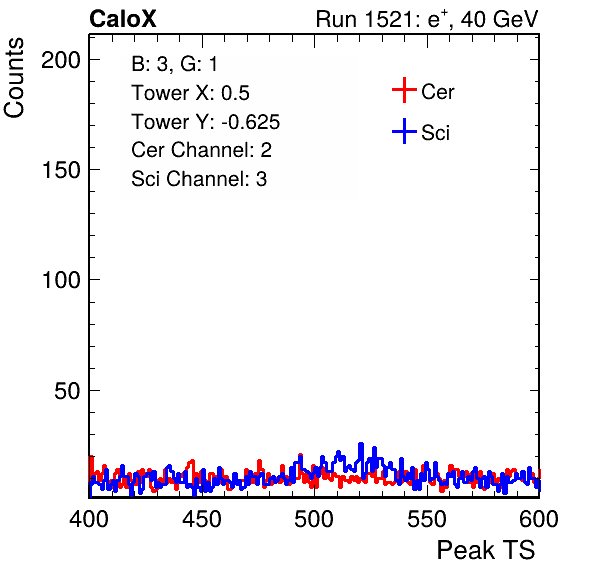 CaloX Run 1521: e⁺, 40 GeV
Counts
200
150
100
50
B: 3, G: 1
Tower X: 0.5
Tower Y: -0.625
Cer Channel: 2
Sci Channel: 3
Cer
Sci
400 450 500 550 600
Peak TS